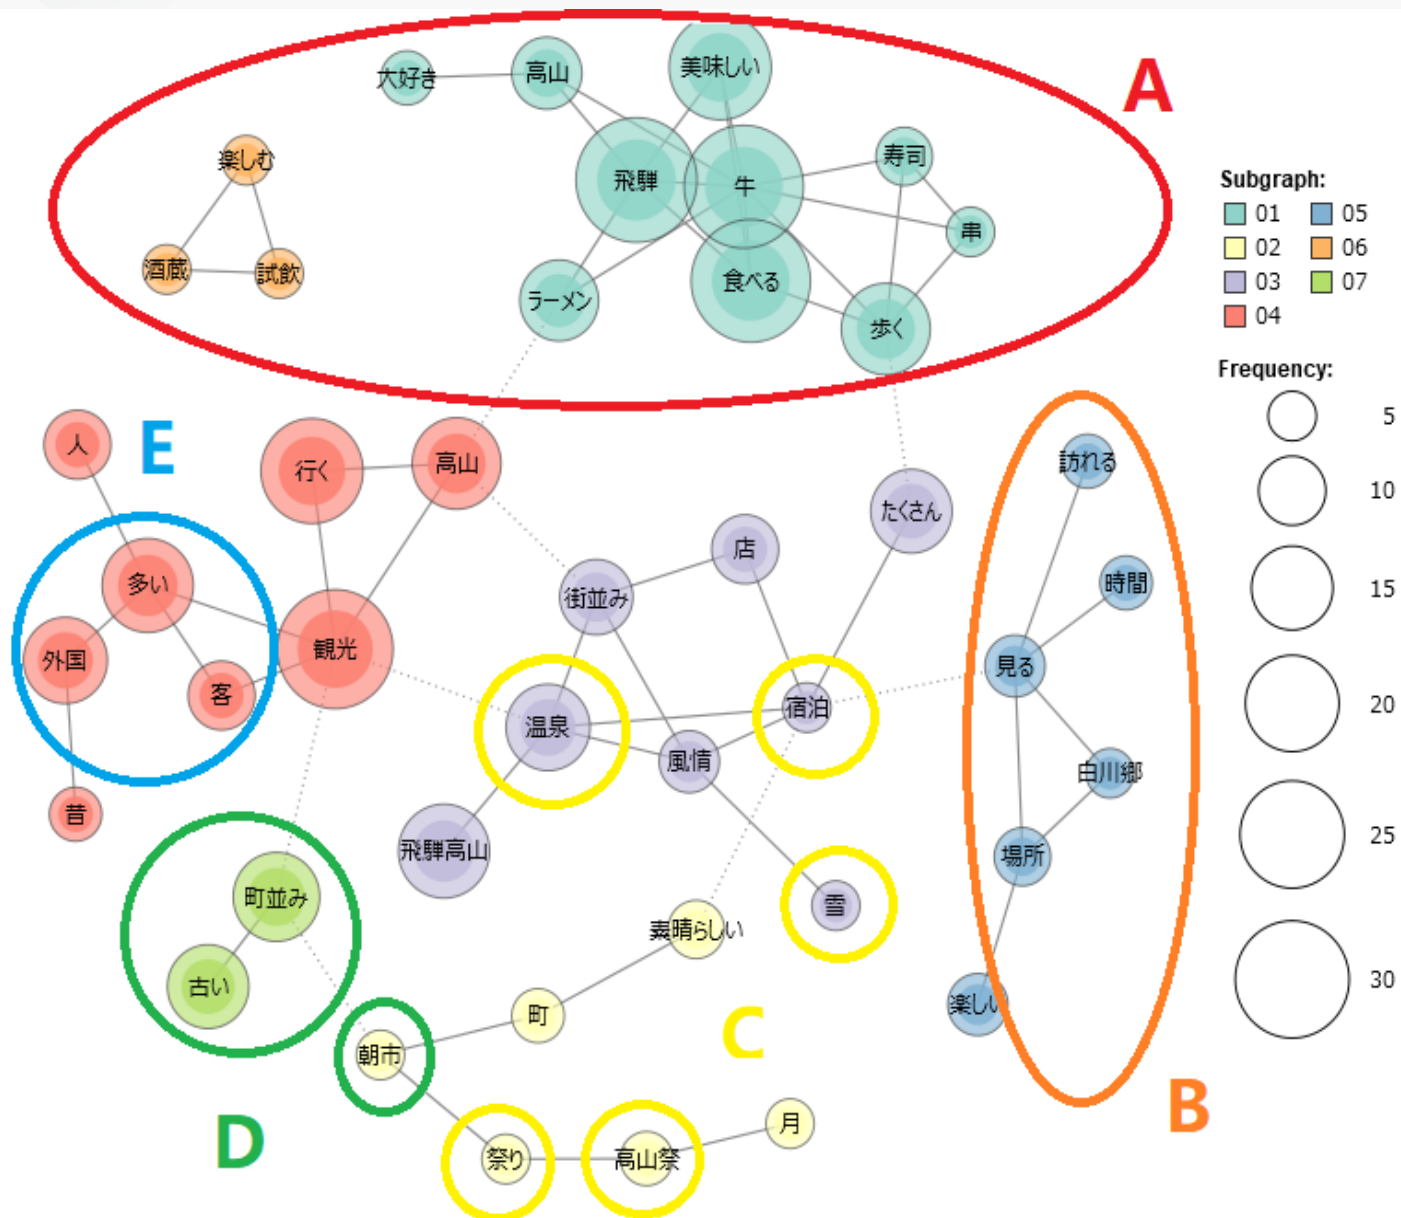 A
大好き
高山
美味しい
楽しむ
飛騨
牛
寿司
串
酒蔵
試飲
ラーメン
食べる
歩く
Subgraph:
01 05
02 06
03 07
04
Frequency:
5
10
15
20
25
30
E
人
行く
高山
多い
外国
客
観光
昔
たくさん
店
街並み
温泉
宿泊
風情
飛騨高山
雪
訪れる
時間
見る
白川郷
場所
楽しい
B
町並み
古い
D
朝市
町
素晴らしい
C
祭り
高山祭
月